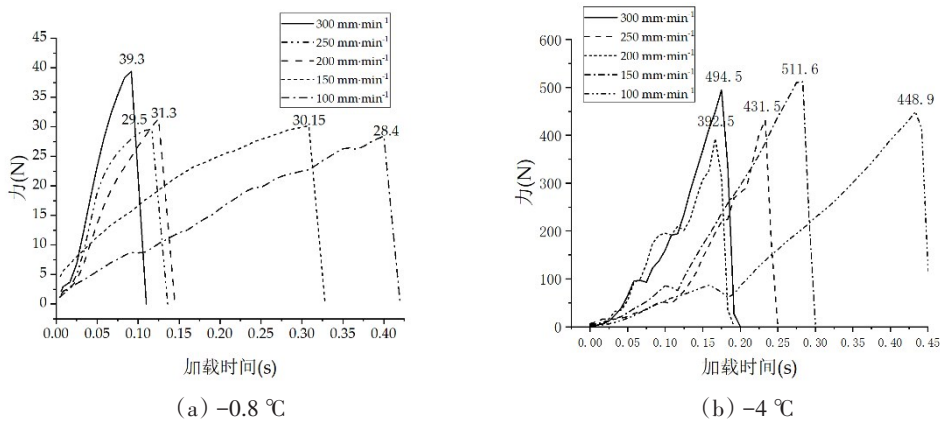 300 mm·min⁻¹
250 mm·min⁻¹
200 mm·min⁻¹
150 mm·min⁻¹
100 mm·min⁻¹
45
40
35
30
25
20
15
10
5
0
力(N)
39.3
29.5
31.3
30.15
28.4
0.00
0.05
0.10
0.15
0.20
0.25
0.30
0.35
0.40
加载时间(s)
(a) -0.8 ℃
300 mm·min⁻¹
250 mm·min⁻¹
200 mm·min⁻¹
150 mm·min⁻¹
100 mm·min⁻¹
600
500
400
300
200
100
0
力(N)
494.5
392.5
431.5
511.6
448.9
0.00
0.05
0.10
0.15
0.20
0.25
0.30
0.35
0.40
0.45
加载时间(s)
(b) -4 ℃